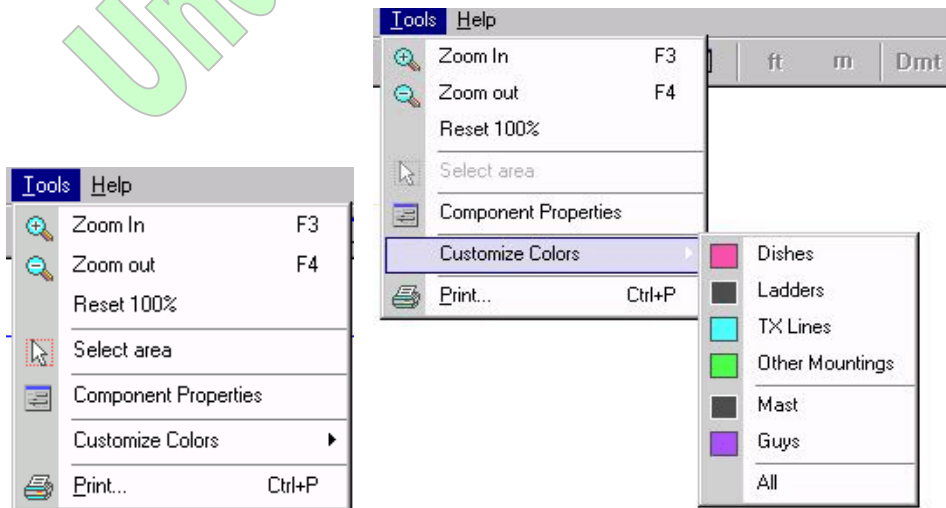 Tools Help
Zoom In F3
Zoom out F4
Reset 100%
Select area
Component Properties
Customize Colors
Print... Ctrl+P
Tools Help
ft m Dmt
Zoom In F3
Zoom out F4
Reset 100%
Select area
Component Properties
Customize Colors
Print... Ctrl+P
Dishes
Ladders
TX Lines
Other Mountings
Mast
Guys
All